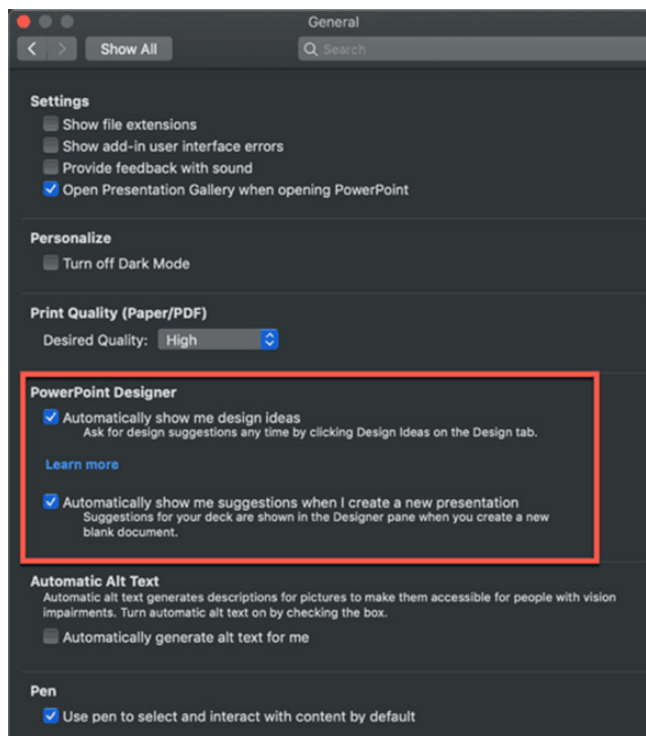 General
Show All
Search
Settings
Show file extensions
Show add-in user interface errors
Provide feedback with sound
Open Presentation Gallery when opening PowerPoint
Personalize
Turn off Dark Mode
Print Quality (Paper/PDF)
Desired Quality: High
PowerPoint Designer
Automatically show me design ideas
Ask for design suggestions any time by clicking Design Ideas on the Design tab.
Learn more
Automatically show me suggestions when I create a new presentation
Suggestions for your deck are shown in the Designer pane when you create a new
blank document.
Automatic Alt Text
Automatic alt text generates descriptions for pictures to make them accessible for people with vision
impairments. Turn automatic alt text on by checking the box.
Automatically generate alt text for me
Pen
Use pen to select and interact with content by default